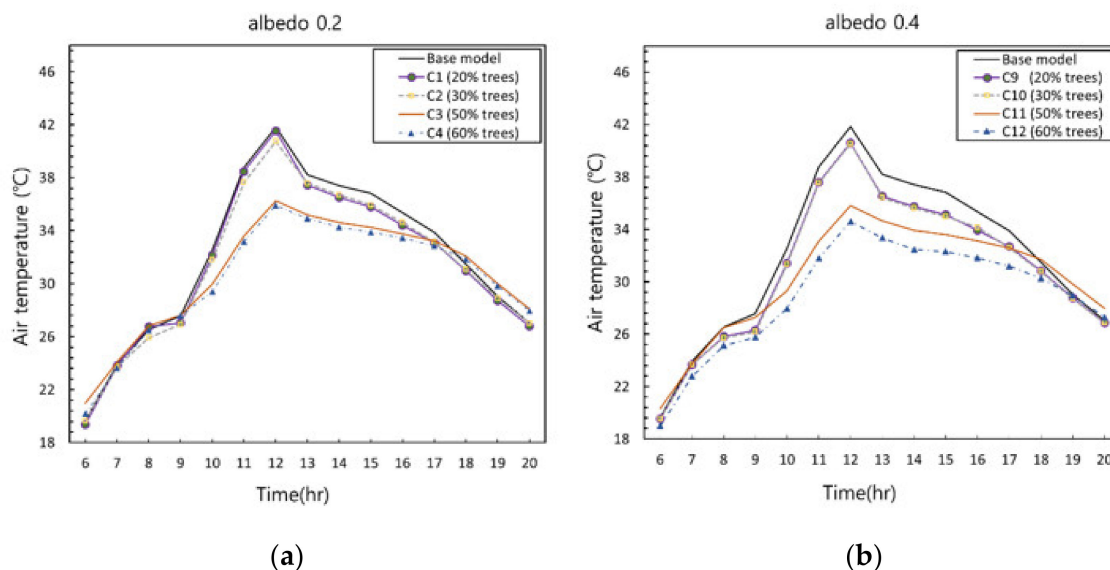 albedo 0.2
Base model
C1 (20% trees)
C2 (30% trees)
C3 (50% trees)
C4 (60% trees)
Air temperature (℃)
46
42
38
34
30
26
22
18
6 7 8 9 10 11 12 13 14 15 16 17 18 19 20
Time(hr)
(a)
albedo 0.4
Base model
C9 (20% trees)
C10 (30% trees)
C11 (50% trees)
C12 (60% trees)
Air temperature (℃)
46
42
38
34
30
26
22
18
6 7 8 9 10 11 12 13 14 15 16 17 18 19 20
Time(hr)
(b)